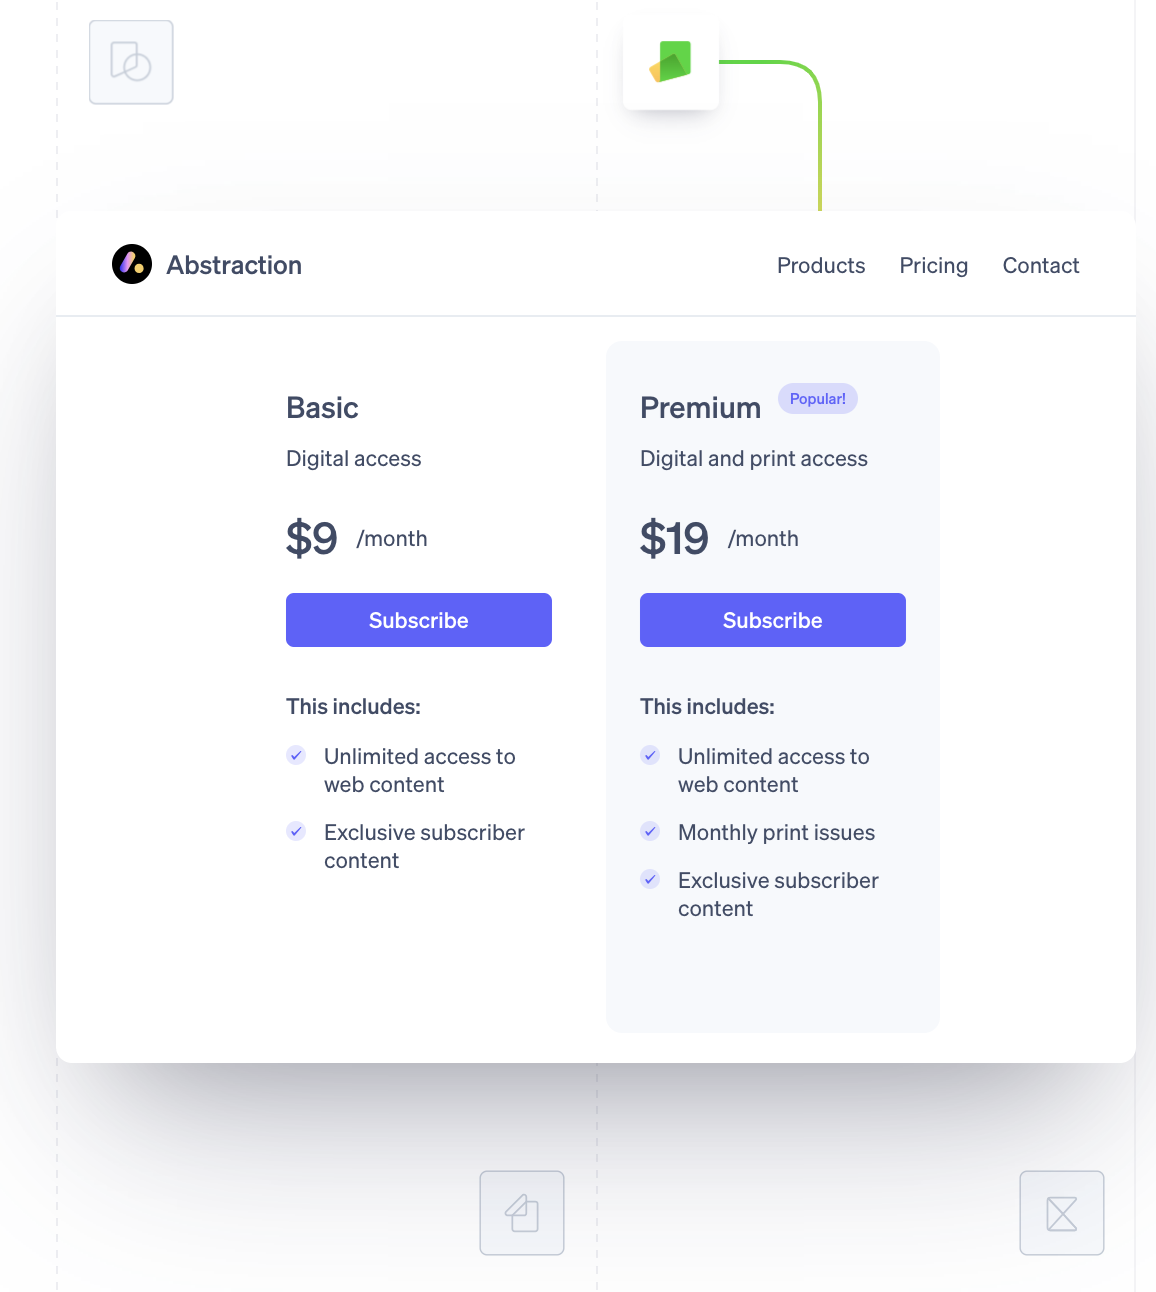 Abstraction
Products Pricing Contact
Basic
Digital access
$9 /month
Subscribe
This includes:
Unlimited access to
web content
Exclusive subscriber
content
Premium Popular!
Digital and print access
$19 /month
Subscribe
This includes:
Unlimited access to
web content
Monthly print issues
Exclusive subscriber
content